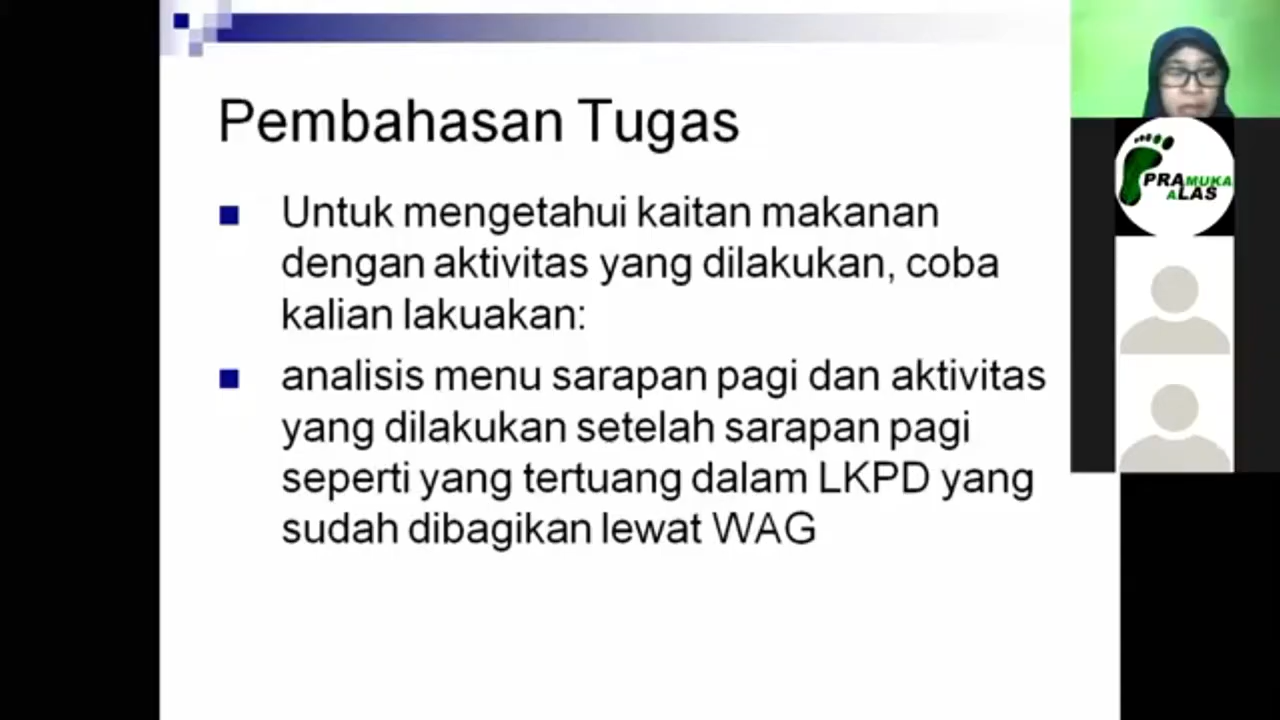 Pembahasan Tugas
Untuk mengetahui kaitan makanan
dengan aktivitas yang dilakukan, coba
kalian lakuakan:
analisis menu sarapan pagi dan aktivitas
yang dilakukan setelah sarapan pagi
seperti yang tertuang dalam LKPD yang
sudah dibagikan lewat WAG
PRAMUKA
ALAS